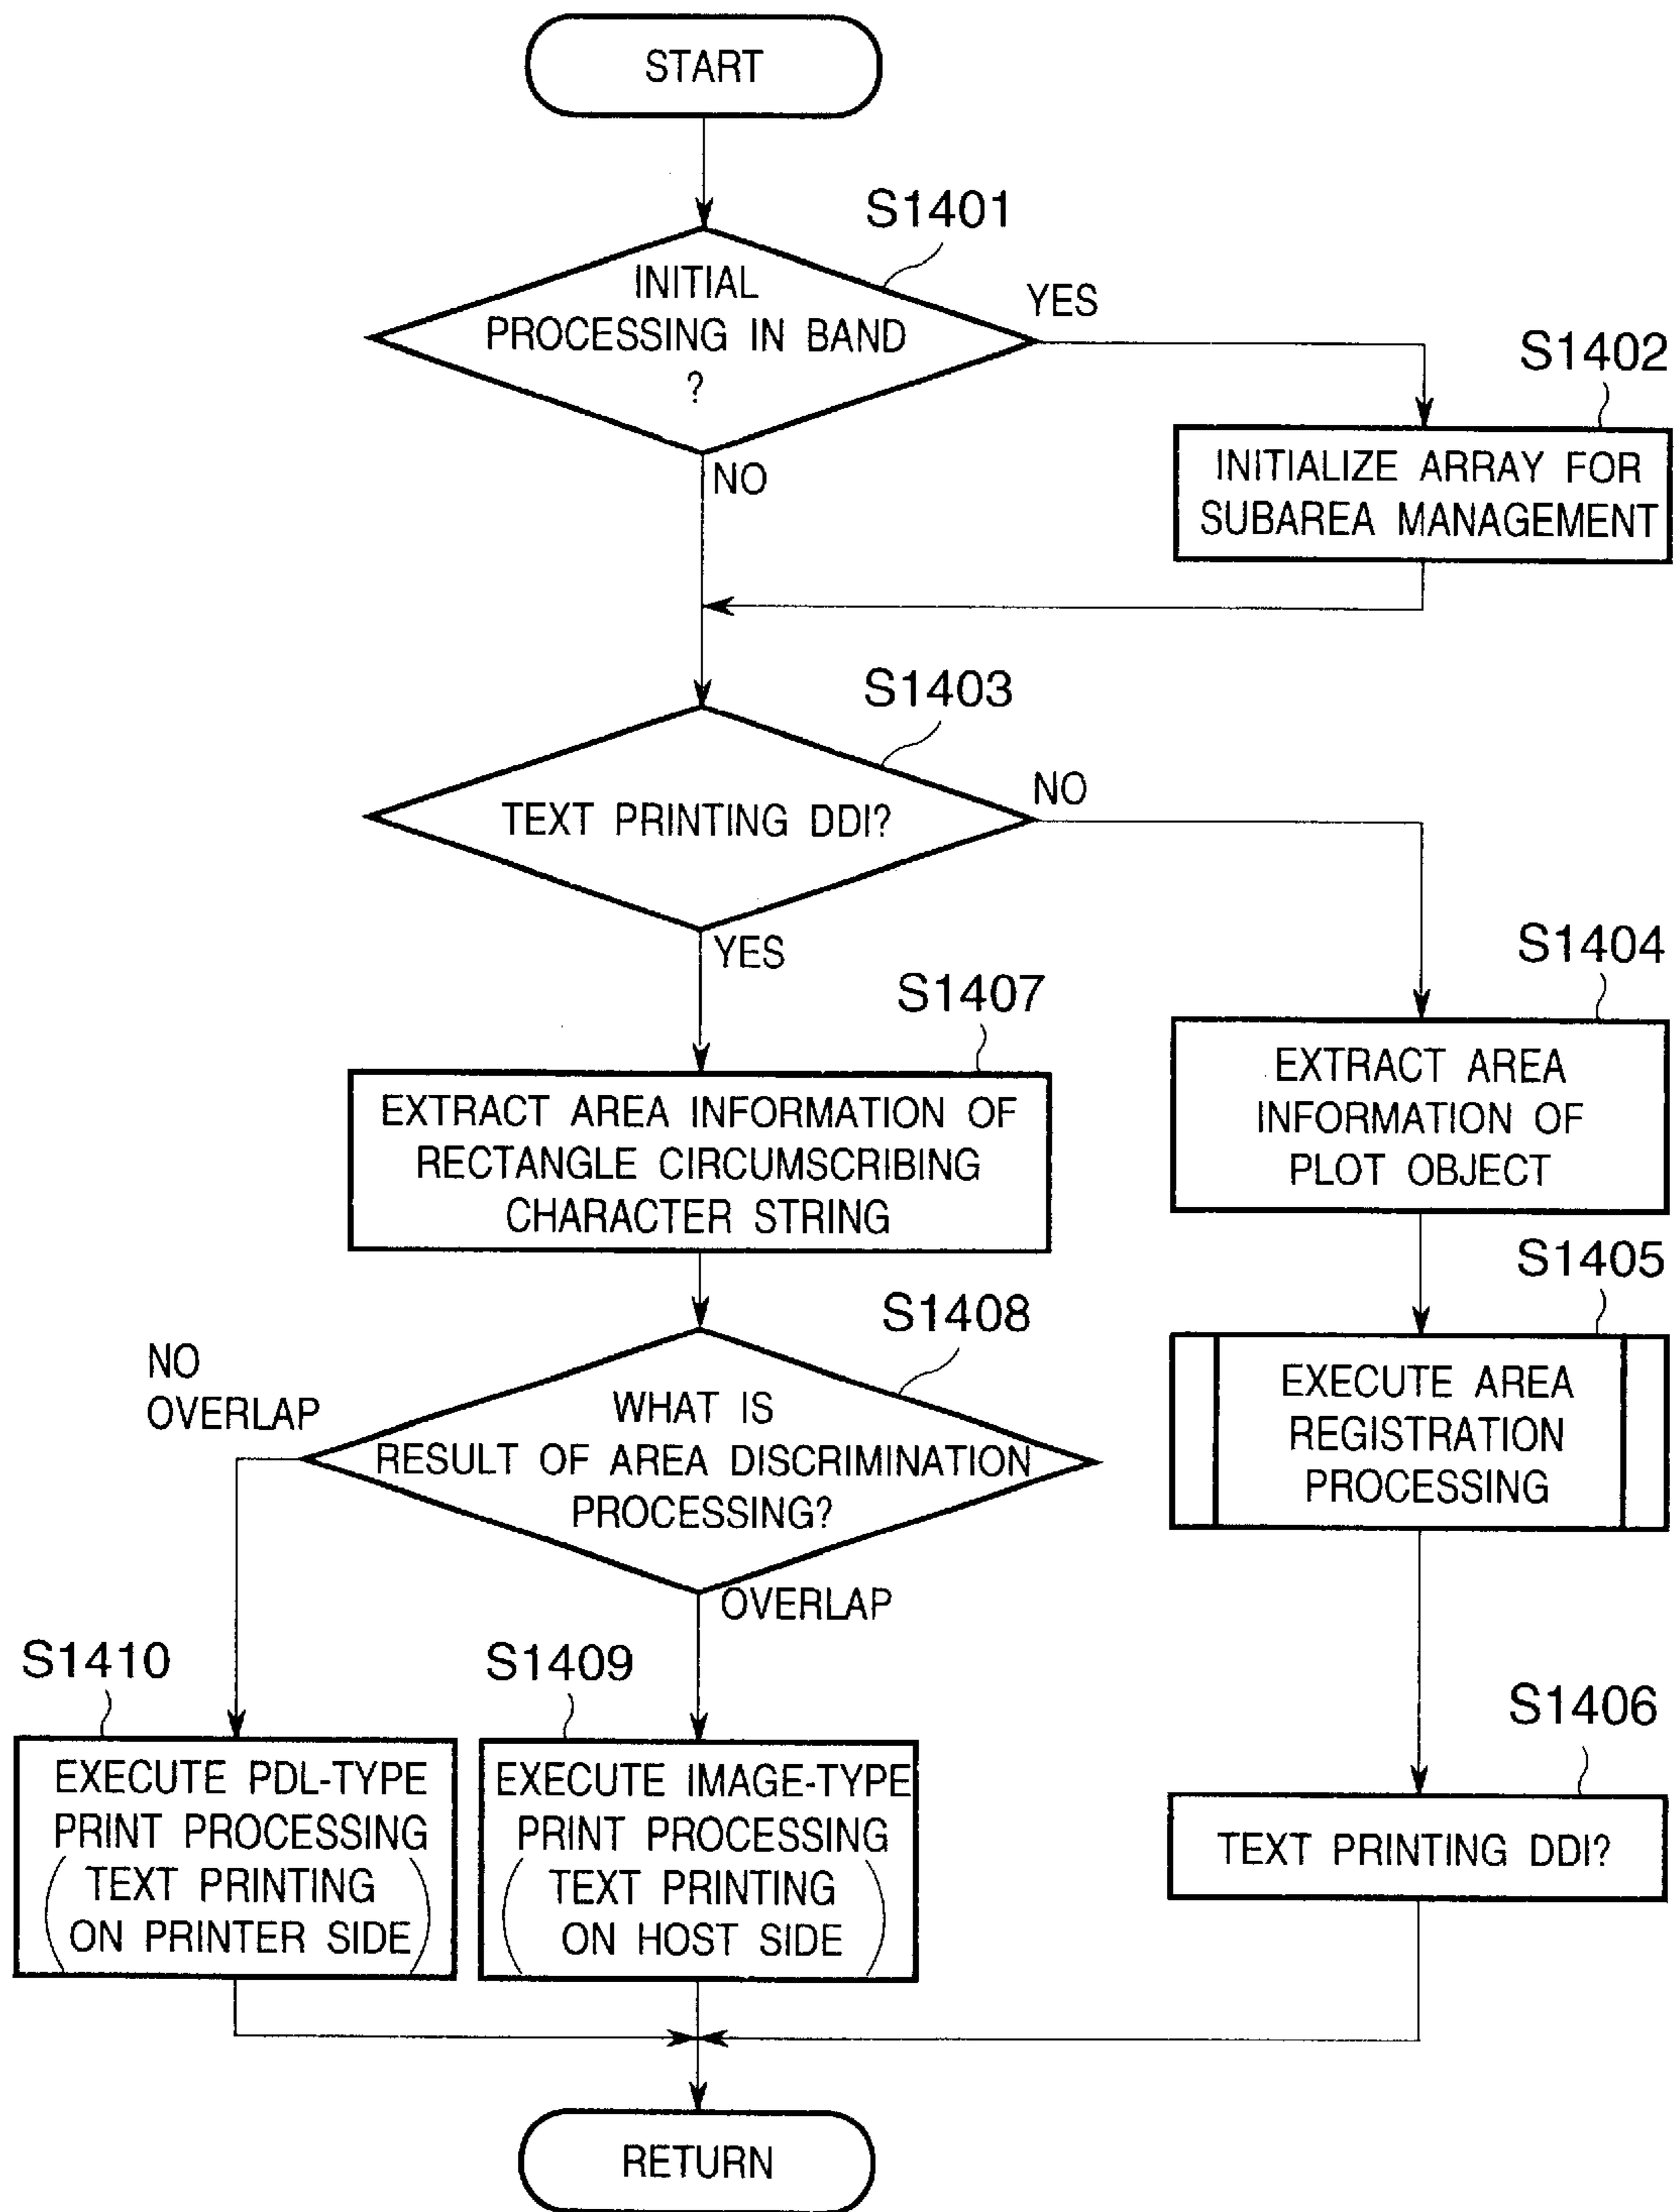 START
S1401
INITIAL
PROCESSING IN BAND
?
YES
NO
S1402
INITIALIZE ARRAY FOR
SUBAREA MANAGEMENT
S1403
TEXT PRINTING DDI?
NO
YES
S1404
EXTRACT AREA
INFORMATION OF
PLOT OBJECT
S1407
EXTRACT AREA INFORMATION OF
RECTANGLE CIRCUMSCRIBING
CHARACTER STRING
S1405
EXECUTE AREA
REGISTRATION
PROCESSING
S1408
WHAT IS
RESULT OF AREA DISCRIMINATION
PROCESSING?
NO
OVERLAP
OVERLAP
S1410
EXECUTE PDL-TYPE
PRINT PROCESSING
(TEXT PRINTING
ON PRINTER SIDE)
S1409
EXECUTE IMAGE-TYPE
PRINT PROCESSING
(TEXT PRINTING
ON HOST SIDE)
S1406
TEXT PRINTING DDI?
RETURN